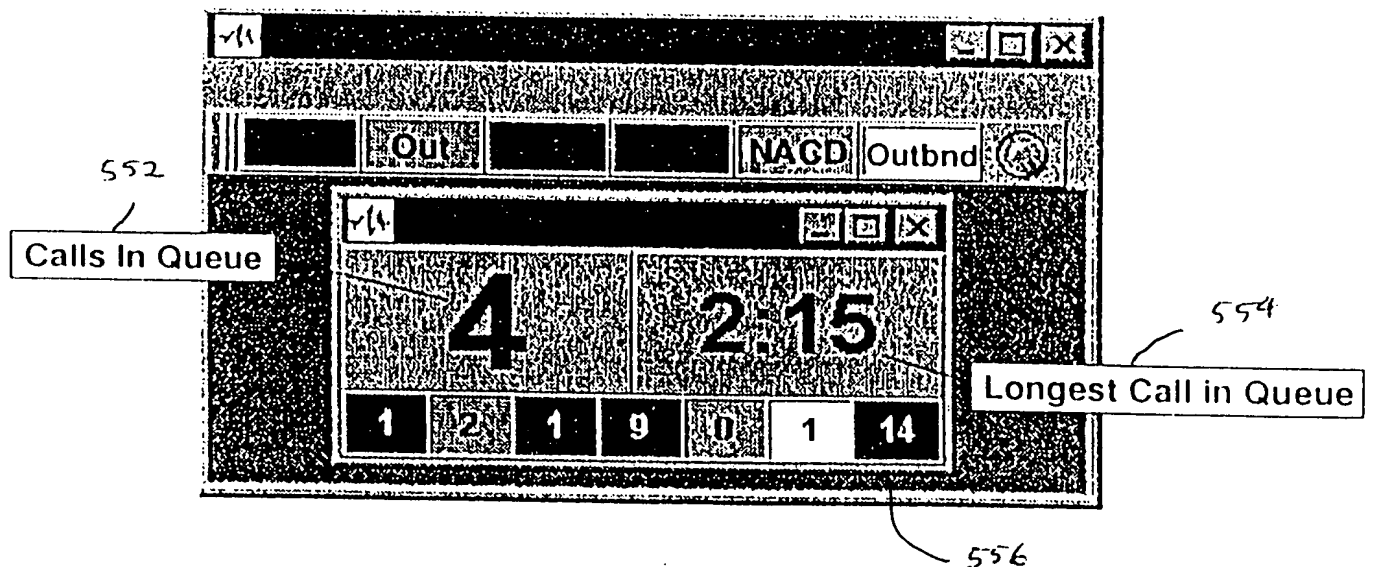 Out NACD Outbnd
552
Calls In Queue
4 2:15
554
Longest Call in Queue
1 2 1 9 0 1 14
556